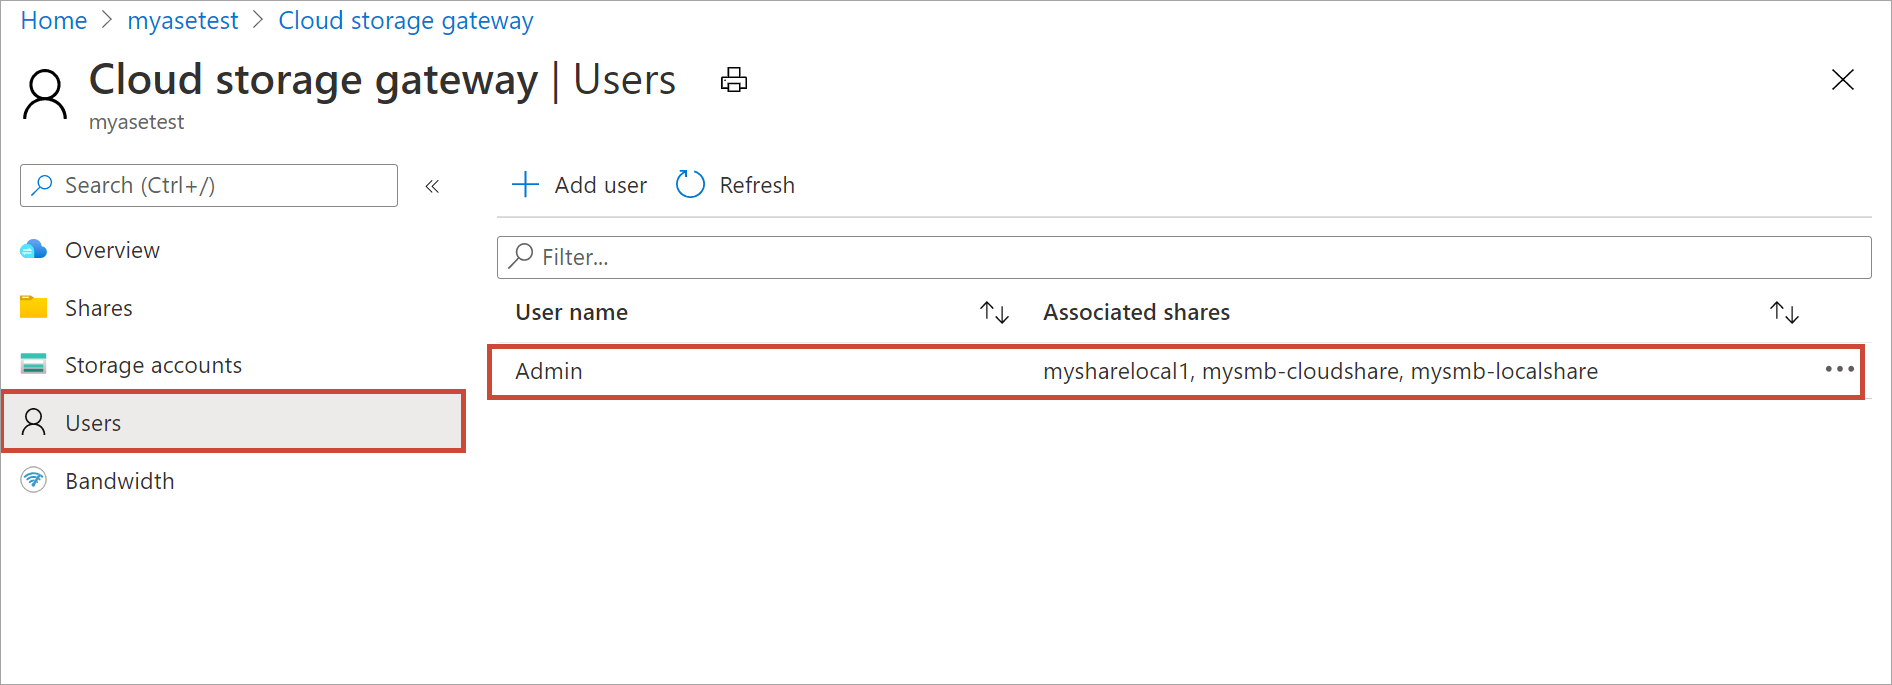 Home > myasetest > Cloud storage gateway
Cloud storage gateway | Users
myasetest
Search (Ctrl+/)
«
Add user
Refresh
Overview
Shares
Storage accounts
Users
Bandwidth
Filter...
User name
Associated shares
Admin
mysharelocal1, mysmb-cloudshare, mysmb-localshare